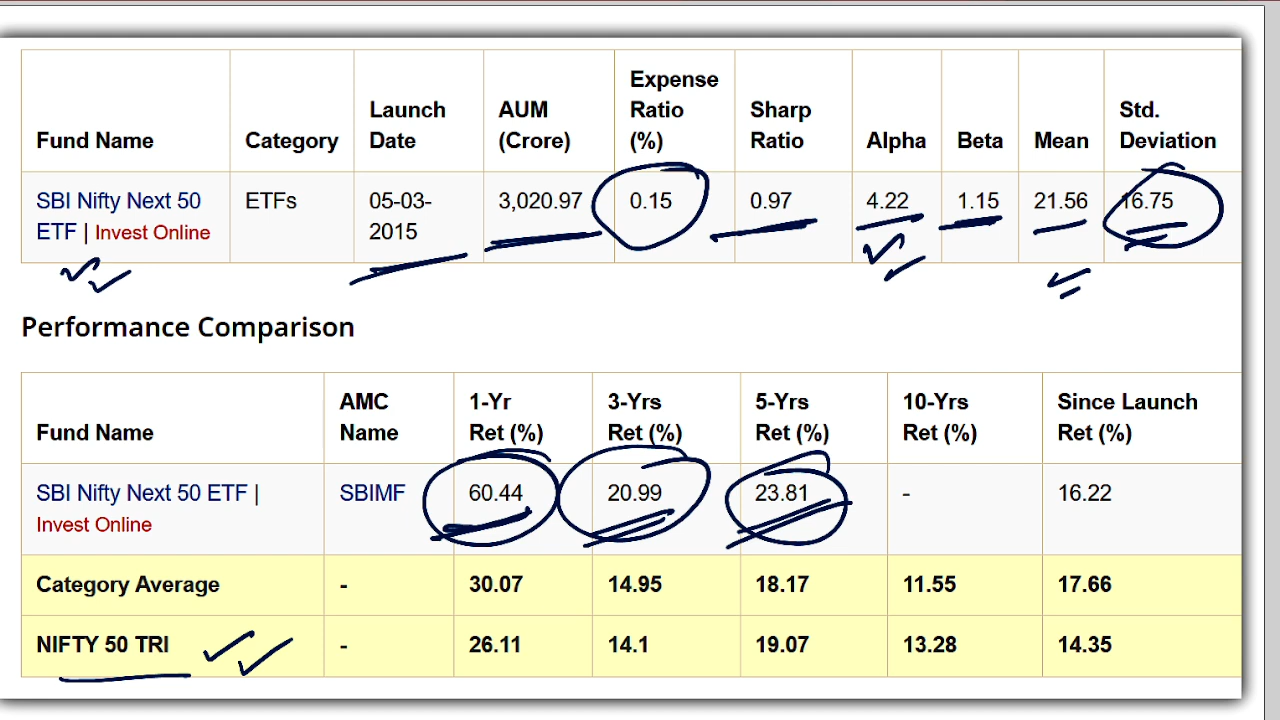 Fund Name Category Launch Date AUM (Crore) Expense Ratio (%) Sharp Ratio Alpha Beta Mean Std. Deviation
SBI Nifty Next 50 ETF | Invest Online ETFs 05-03-2015 3,020.97 0.15 0.97 4.22 1.15 21.56 16.75
Performance Comparison
Fund Name AMC Name 1-Yr Ret (%) 3-Yrs Ret (%) 5-Yrs Ret (%) 10-Yrs Ret (%) Since Launch Ret (%)
SBI Nifty Next 50 ETF | Invest Online SBIMF 60.44 20.99 23.81 - 16.22
Category Average - 30.07 14.95 18.17 11.55 17.66
NIFTY 50 TRI - 26.11 14.1 19.07 13.28 14.35